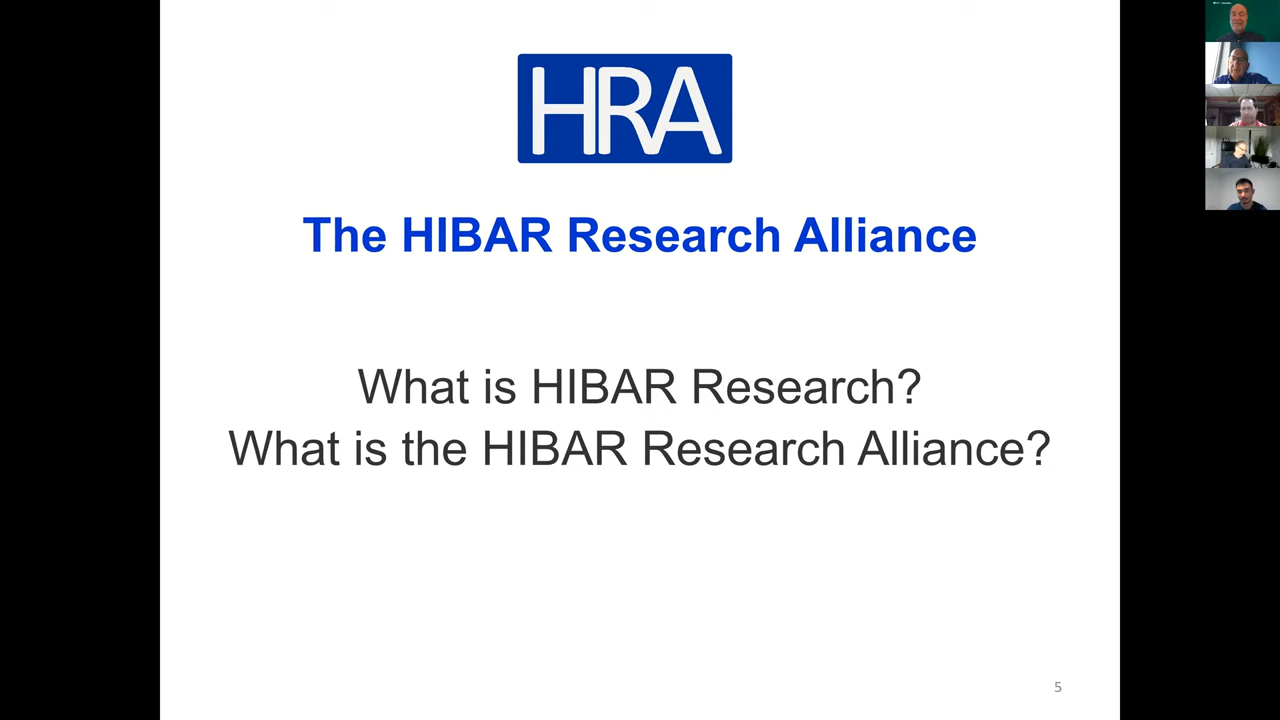 HRA
The HIBAR Research Alliance
What is HIBAR Research?
What is the HIBAR Research Alliance?
5